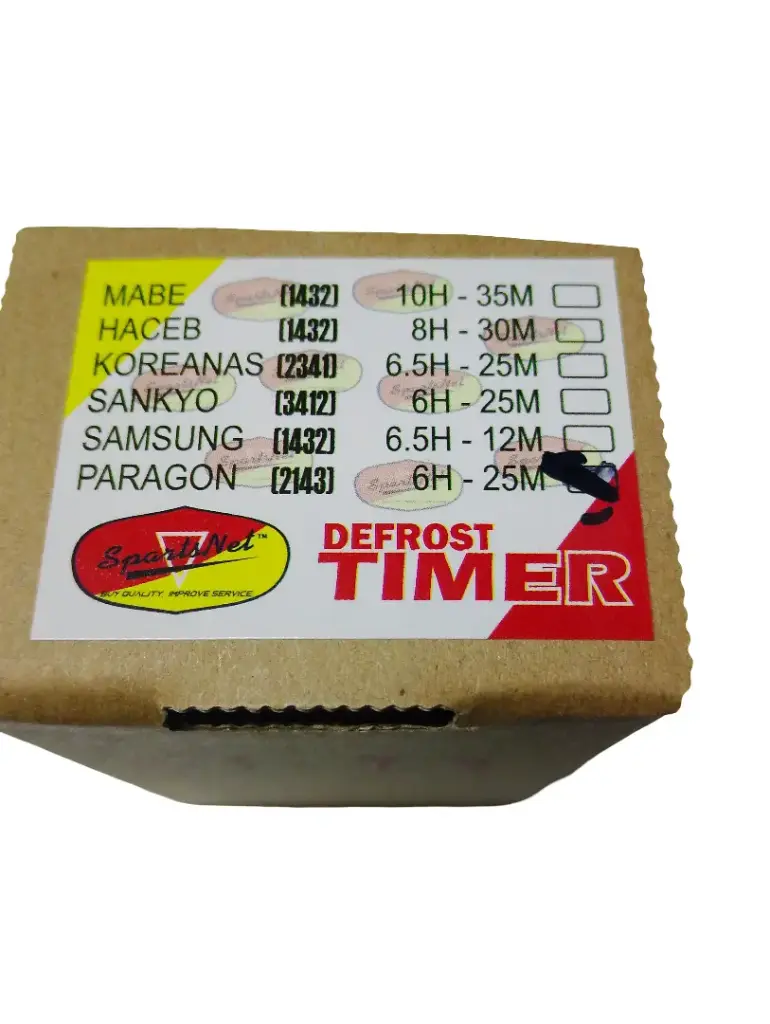 MABE (1432) 10H - 35M
HACEB (1432) 8H - 30M
KOREANAS (2341) 6.5H - 25M
SANKYO (3412) 6H - 25M
SAMSUNG (1432) 6.5H - 12M
PARAGON (2143) 6H - 25M
SpartsNet™
BUY QUALITY. IMPROVE SERVICE
DEFROST
TIMER